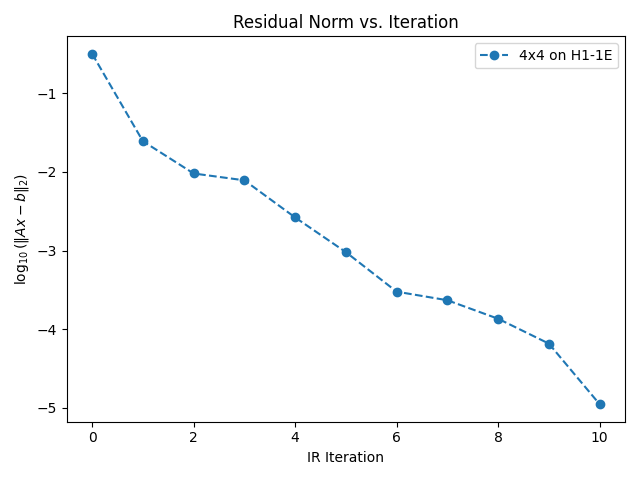 Residual Norm vs. Iteration
4x4 on H1-1E
−1
−2
−3
−4
−5
log₁₀(‖Ax − b‖₂)
0 2 4 6 8 10
IR Iteration